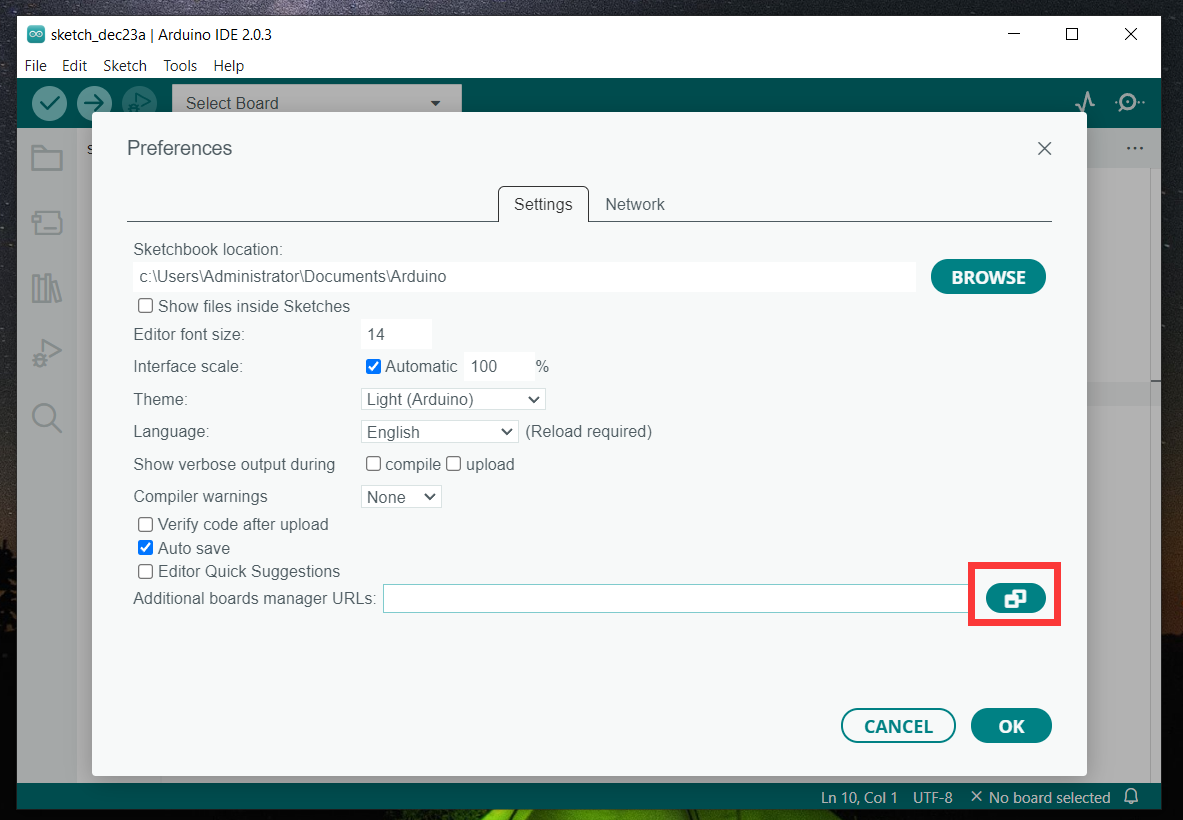 sketch_dec23a | Arduino IDE 2.0.3
File Edit Sketch Tools Help
Select Board
Preferences
Settings Network
Sketchbook location:
c:\Users\Administrator\Documents\Arduino BROWSE
Show files inside Sketches
Editor font size: 14
Interface scale: Automatic 100 %
Theme: Light (Arduino)
Language: English (Reload required)
Show verbose output during compile upload
Compiler warnings None
Verify code after upload
Auto save
Editor Quick Suggestions
Additional boards manager URLs:
CANCEL OK
Ln 10, Col 1 UTF-8 No board selected